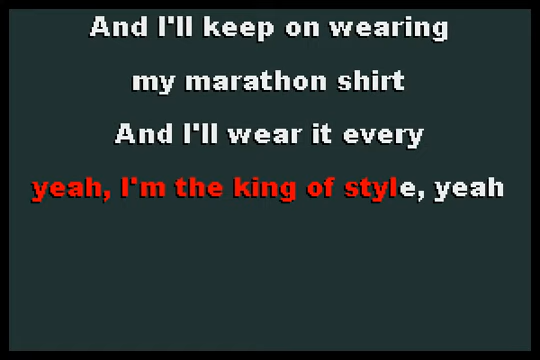 And I'll keep on wearing
my marathon shirt
And I'll wear it every
yeah, I'm the king of style, yeah